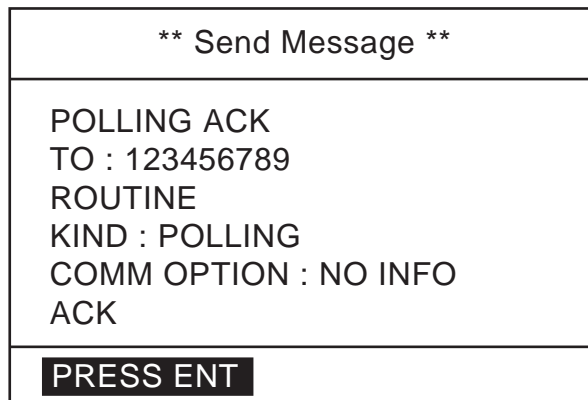 ** Send Message **
POLLING ACK
TO : 123456789
ROUTINE
KIND : POLLING
COMM OPTION : NO INFO
ACK
PRESS ENT